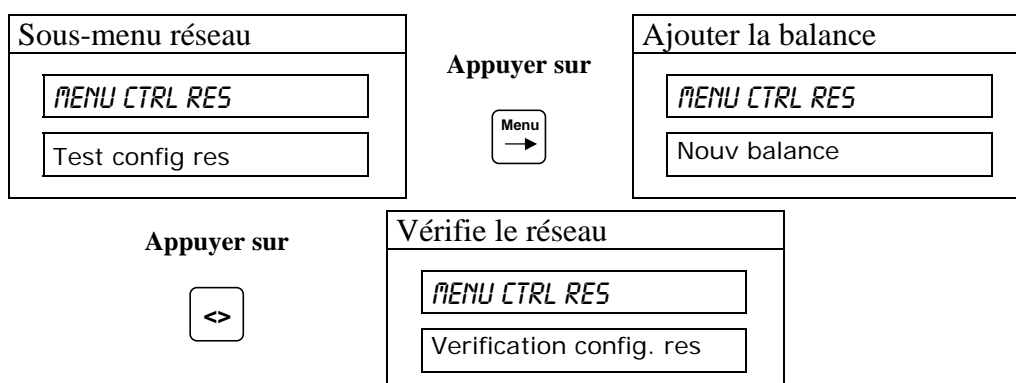 Sous-menu réseau
MENU CTRL RES
Test config res
Appuyer sur
Menu
Ajouter la balance
MENU CTRL RES
Nouv balance
Appuyer sur
<>
Vérifie le réseau
MENU CTRL RES
Verification config. res